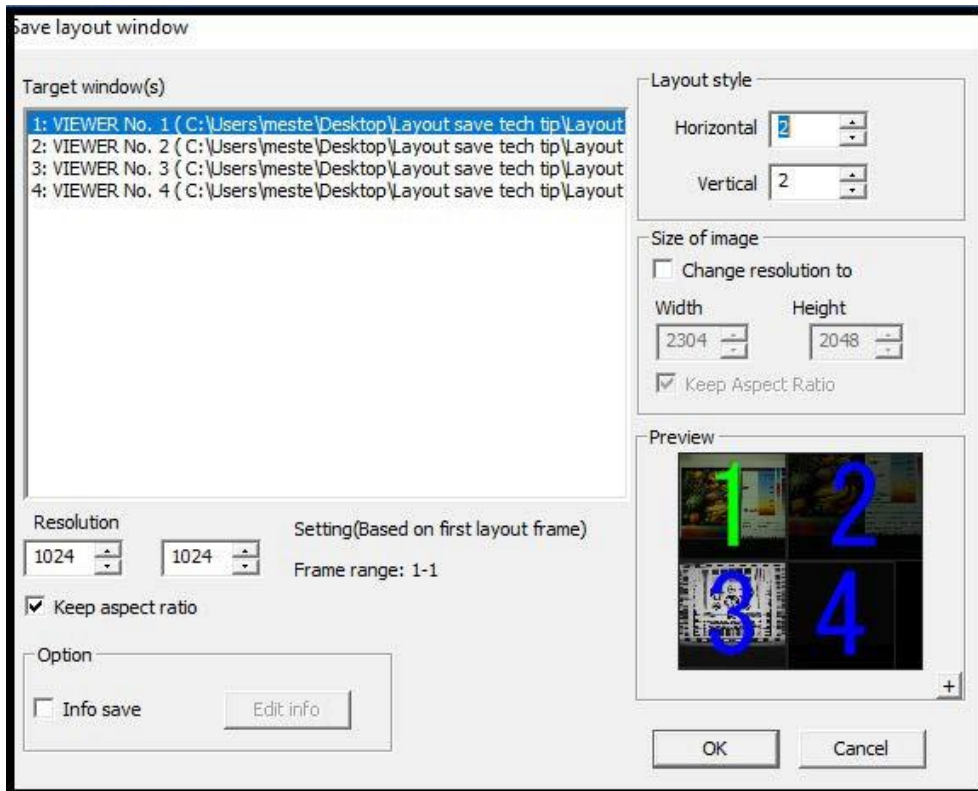 Save layout window
Target window(s)
1: VIEWER No. 1 ( C:\Users\meste\Desktop\Layout save tech tip\Layout
2: VIEWER No. 2 ( C:\Users\meste\Desktop\Layout save tech tip\Layout
3: VIEWER No. 3 ( C:\Users\meste\Desktop\Layout save tech tip\Layout
4: VIEWER No. 4 ( C:\Users\meste\Desktop\Layout save tech tip\Layout
Resolution
1024 1024
Setting(Based on first layout frame)
Frame range: 1-1
Keep aspect ratio
Option
Info save Edit info
Layout style
Horizontal 2
Vertical 2
Size of image
Change resolution to
Width Height
2304 2048
Keep Aspect Ratio
Preview
1 2
3 4
+
OK Cancel